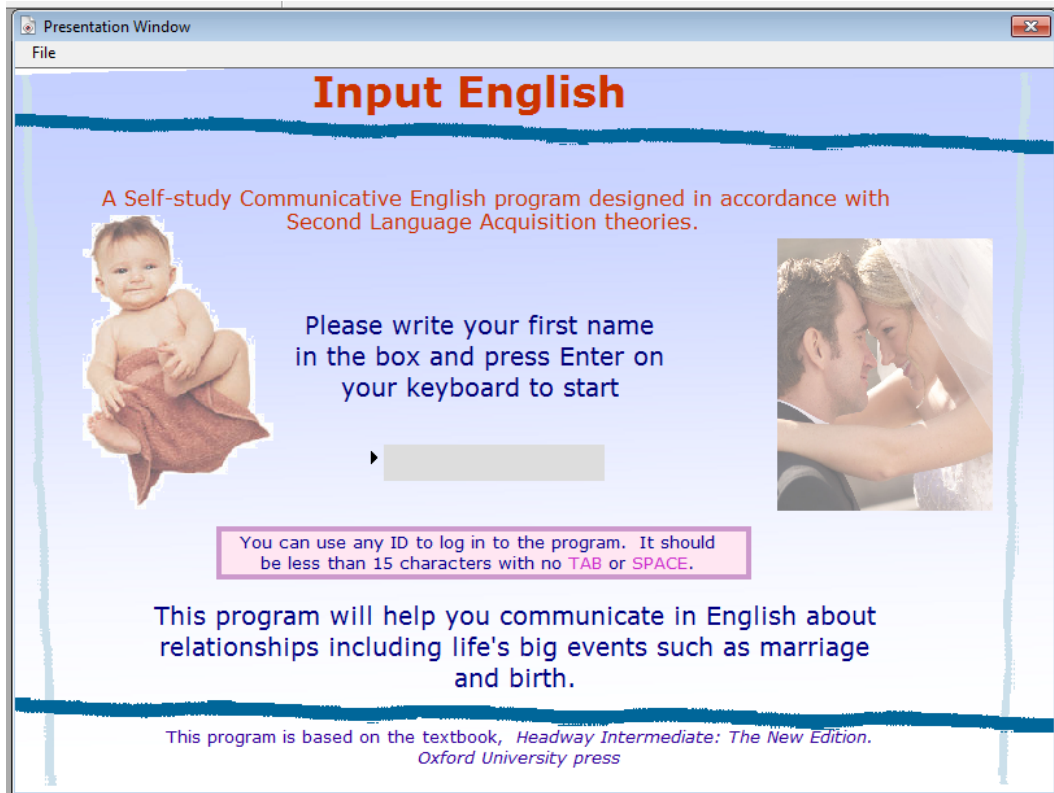 Presentation Window
File
Input English
A Self-study Communicative English program designed in accordance with
Second Language Acquisition theories.
Please write your first name
in the box and press Enter on
your keyboard to start
You can use any ID to log in to the program.  It should
be less than 15 characters with no TAB or SPACE.
This program will help you communicate in English about
relationships including life's big events such as marriage
and birth.
This program is based on the textbook,  Headway Intermediate: The New Edition.
Oxford University press